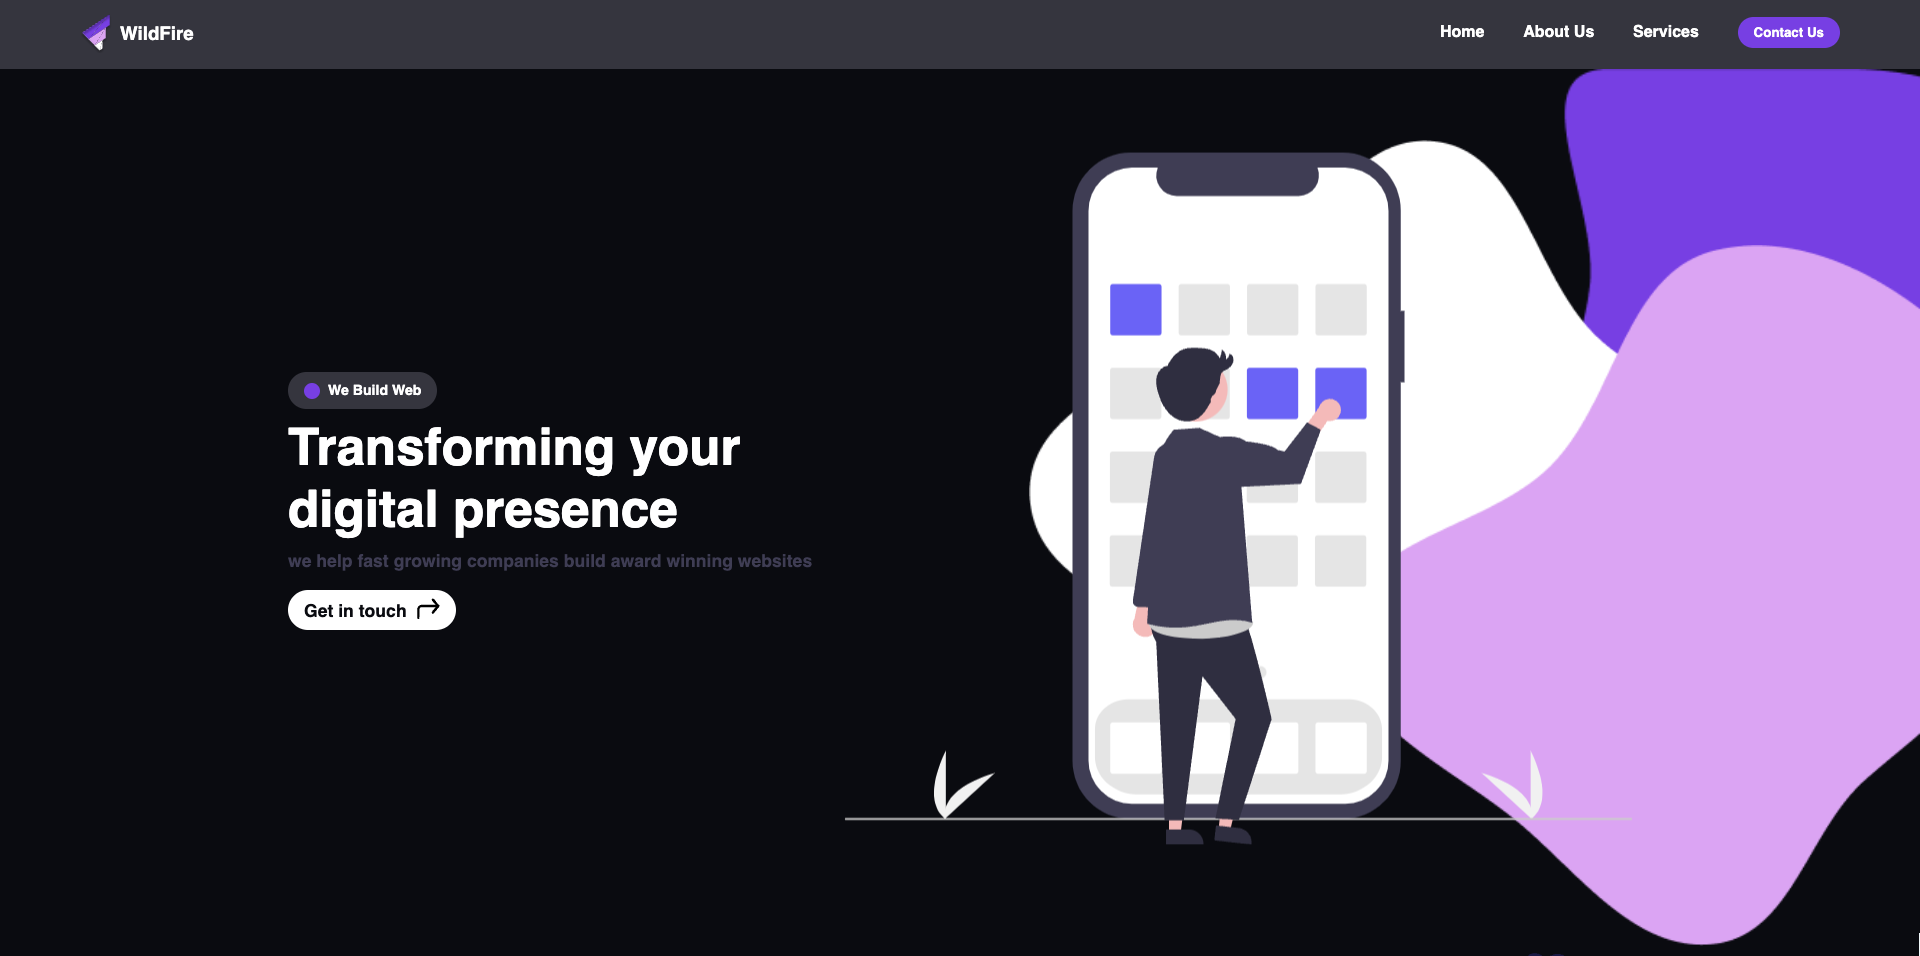 WildFire
Home
About Us
Services
Contact Us
We Build Web
Transforming your
digital presence
we help fast growing companies build award winning websites
Get in touch